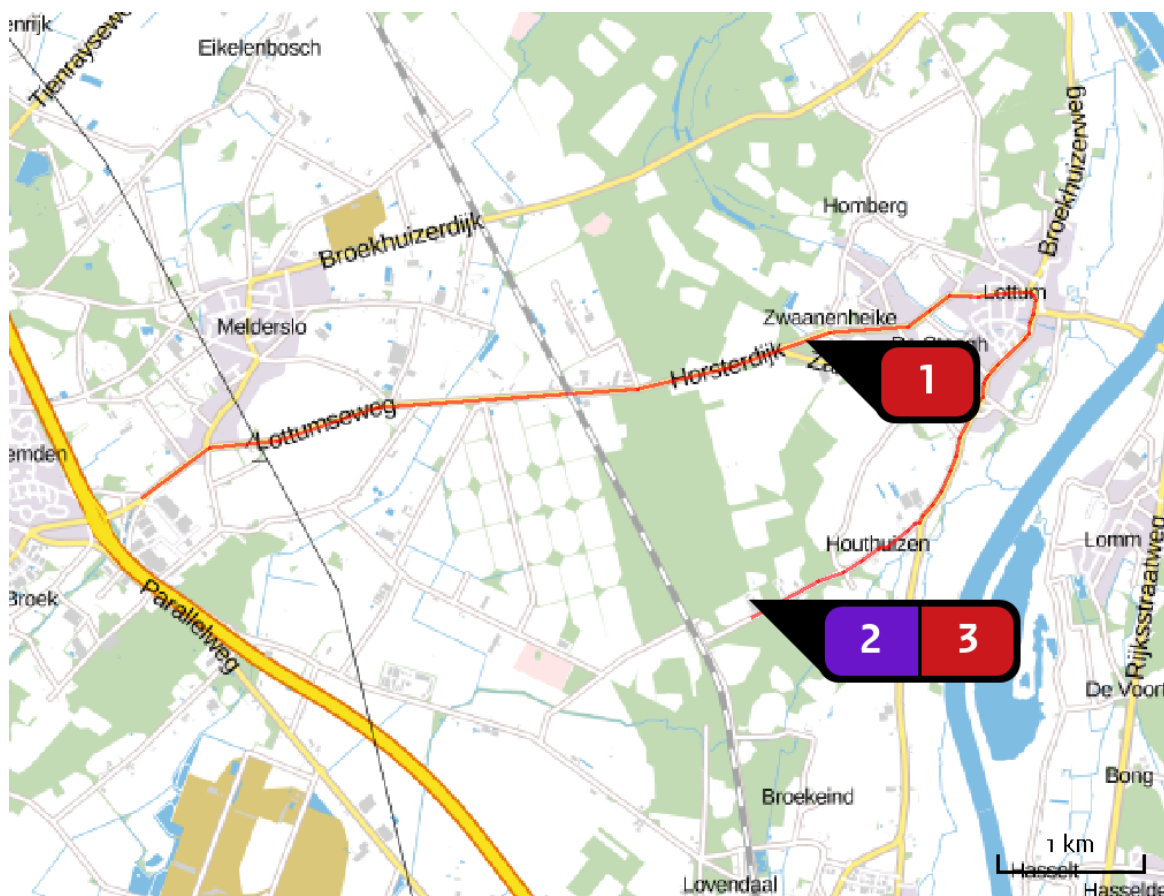 enrijk
Eikelenbosch
Tienraysewe
Broekhuizerweg
Homberg
Broekhuizerdijk
Lottum
Zwaanenheike
Melderslo
Horsterdijk
1
Lottumseweg
emden
Houthuizen
Lomm
Broek
Parallelweg
2 3
Rijksstraatweg
De Voort
Bong
Broekeind
1 km
Hasselt
Lovendaal
Hasselde